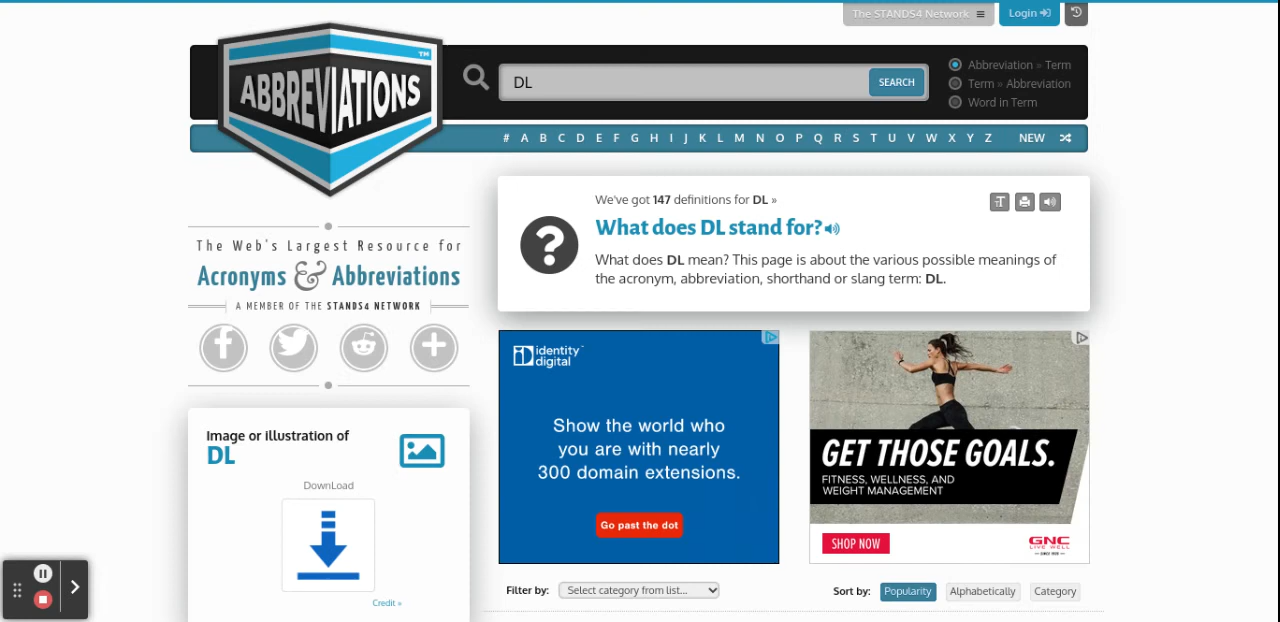 The STANDS4 Network
Login
ABBREVIATIONS™
DL
SEARCH
Abbreviation » Term
Term » Abbreviation
Word in Term
# A B C D E F G H I J K L M N O P Q R S T U V W X Y Z NEW
The Web's Largest Resource for
Acronyms & Abbreviations
A MEMBER OF THE STANDS4 NETWORK
We've got 147 definitions for DL »
What does DL stand for?
What does DL mean? This page is about the various possible meanings of
the acronym, abbreviation, shorthand or slang term: DL.
Image or illustration of
DL
DownLoad
Credit »
identity
digital
Show the world who
you are with nearly
300 domain extensions.
Go past the dot
GET THOSE GOALS.
FITNESS, WELLNESS, AND
WEIGHT MANAGEMENT
SHOP NOW
GNC
LIVE WELL
Filter by: Select category from list...
Sort by: Popularity Alphabetically Category